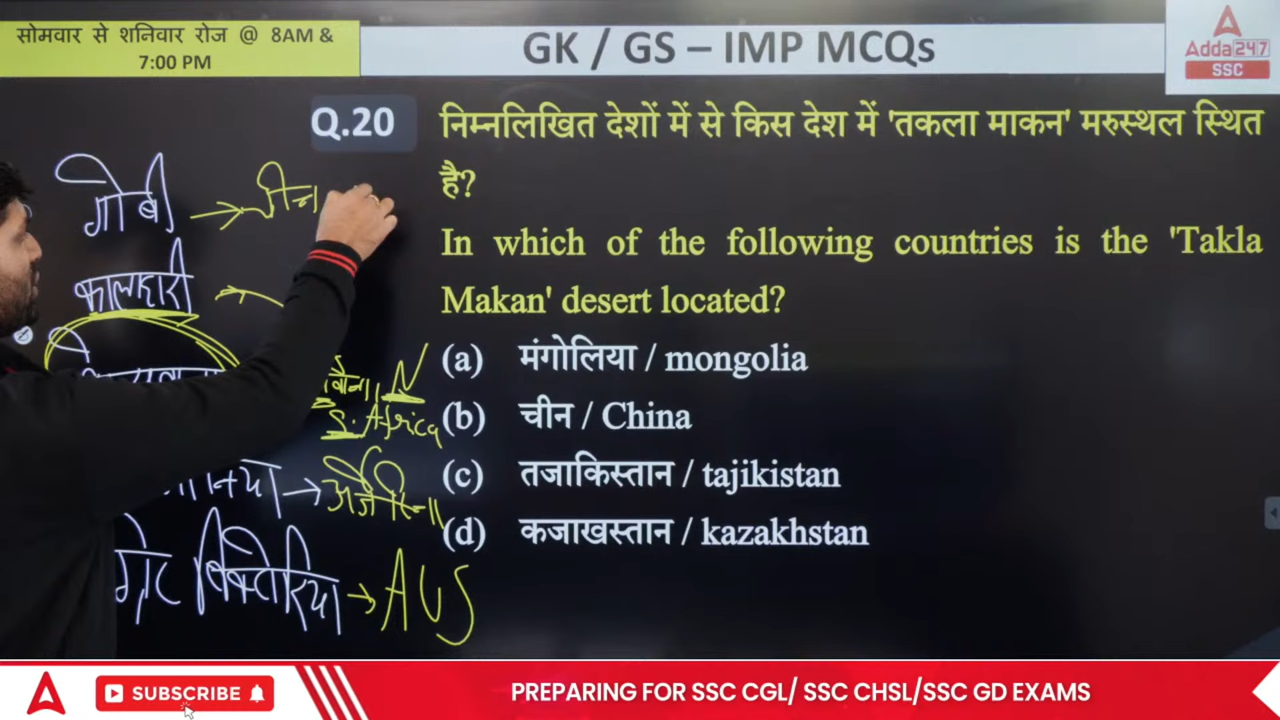 सोमवार से शनिवार रोज @ 8AM &
7:00 PM
GK / GS – IMP MCQs
Adda247
SSC
Q.20
निम्नलिखित देशों में से किस देश में 'तकला माकन' मरुस्थल स्थित
है?
In which of the following countries is the 'Takla
Makan' desert located?
(a) मंगोलिया / mongolia
(b) चीन / China
(c) तजाकिस्तान / tajikistan
(d) कजाखस्तान / kazakhstan
गोबी → चीन
कालाहारी
N
S. Africa
ग्रेट विक्टोरिया → AUS
SUBSCRIBE
PREPARING FOR SSC CGL/ SSC CHSL/SSC GD EXAMS